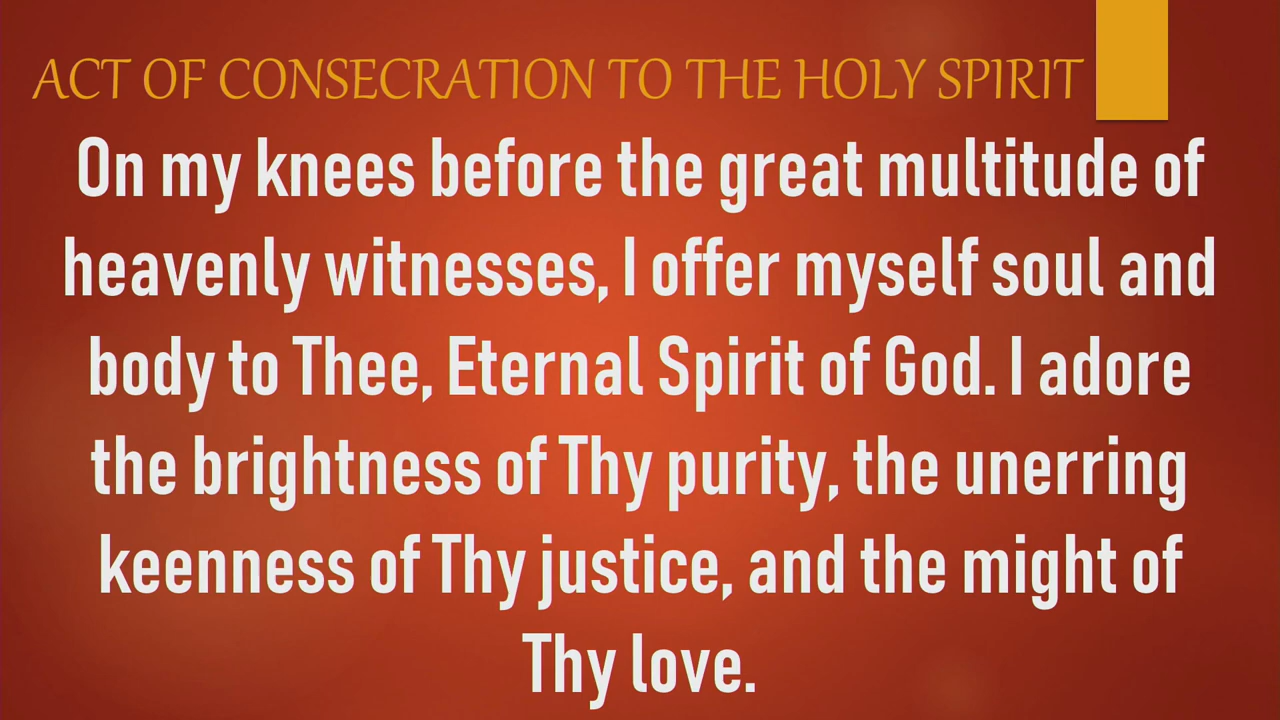 ACT OF CONSECRATION TO THE HOLY SPIRIT
On my knees before the great multitude of
heavenly witnesses, I offer myself soul and
body to Thee, Eternal Spirit of God. I adore
the brightness of Thy purity, the unerring
keenness of Thy justice, and the might of
Thy love.